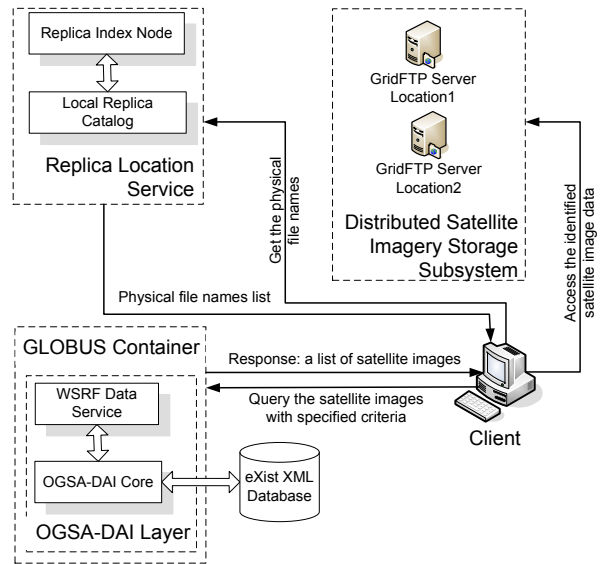 Replica Index Node
Local Replica
Catalog
Replica Location
Service
GridFTP Server
Location1
GridFTP Server
Location2
Distributed Satellite
Imagery Storage
Subsystem
Get the physical
file names
Access the identified
satellite image data
Physical file names list
GLOBUS Container
Response: a list of satellite images
WSRF Data
Service
Query the satellite images
with specified criteria
Client
OGSA-DAI Core
eXist XML
Database
OGSA-DAI Layer